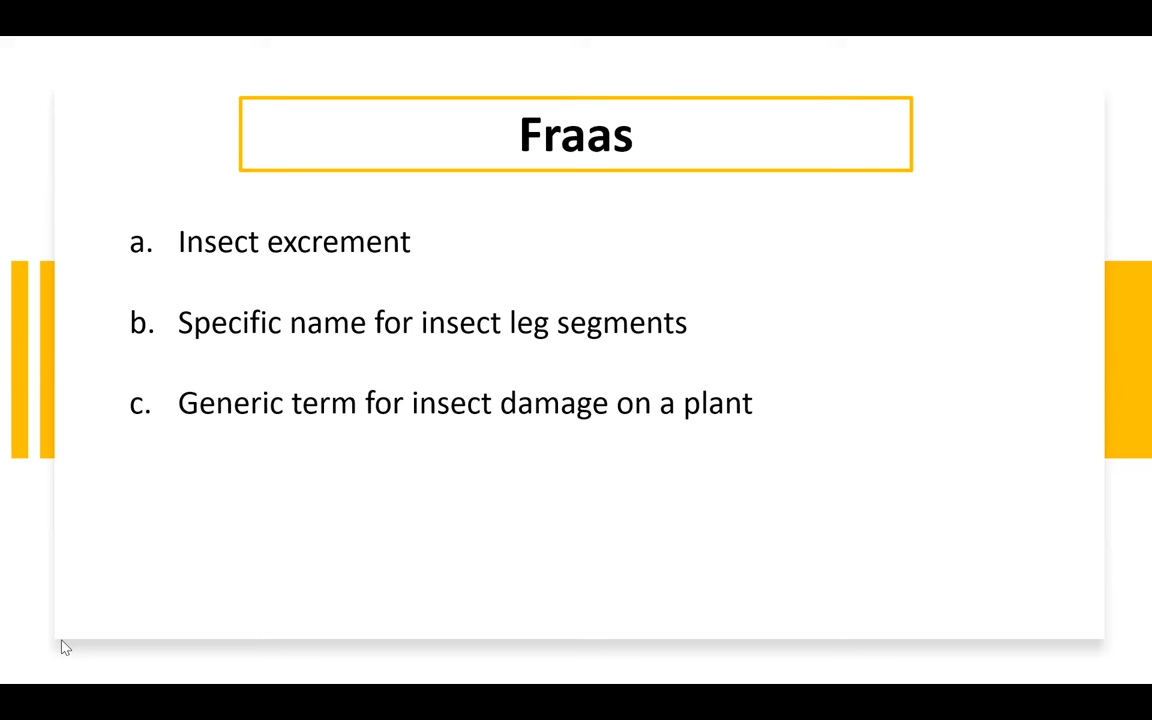 Fraas
a. Insect excrement
b. Specific name for insect leg segments
c. Generic term for insect damage on a plant